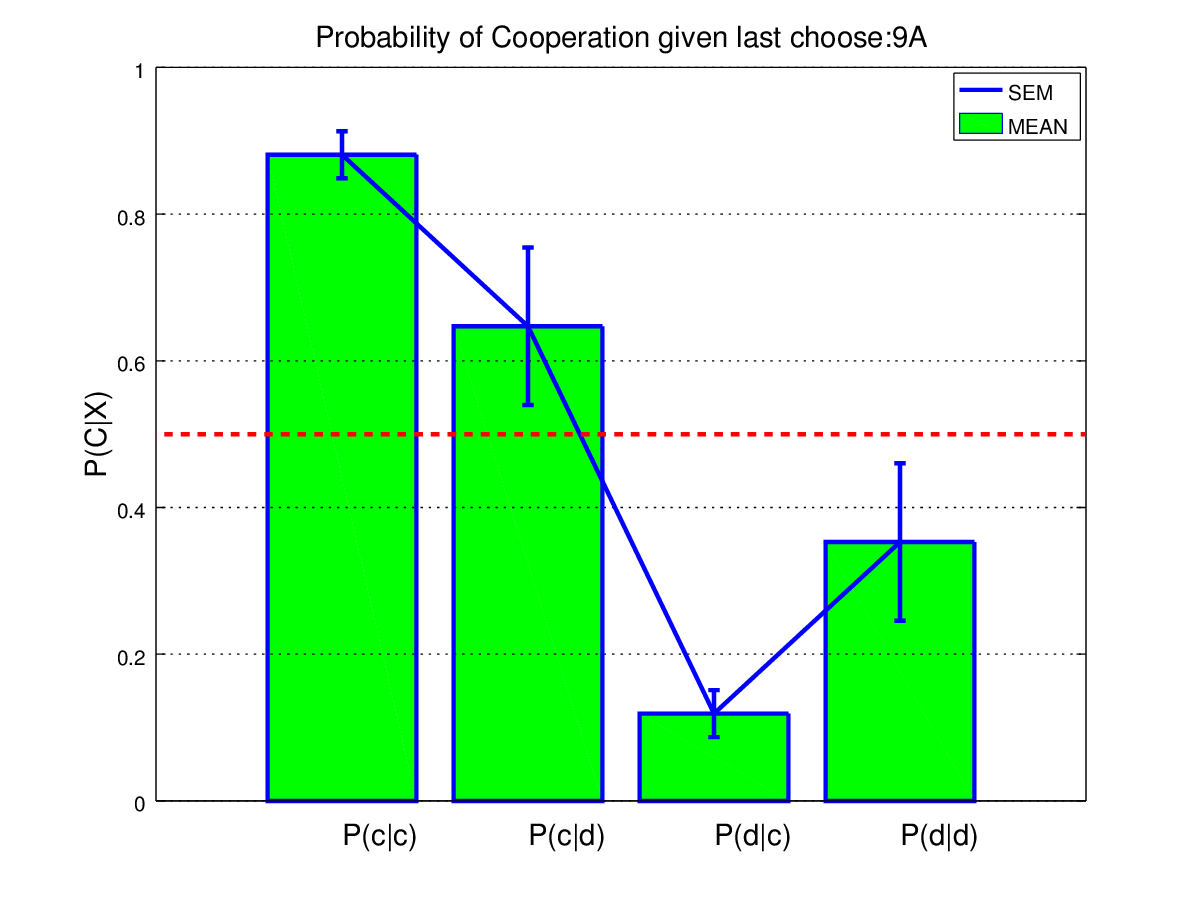 Probability of Cooperation given last choose:9A
SEM
MEAN
P(C|X)
1
0.8
0.6
0.4
0.2
0
P(c|c) P(c|d) P(d|c) P(d|d)